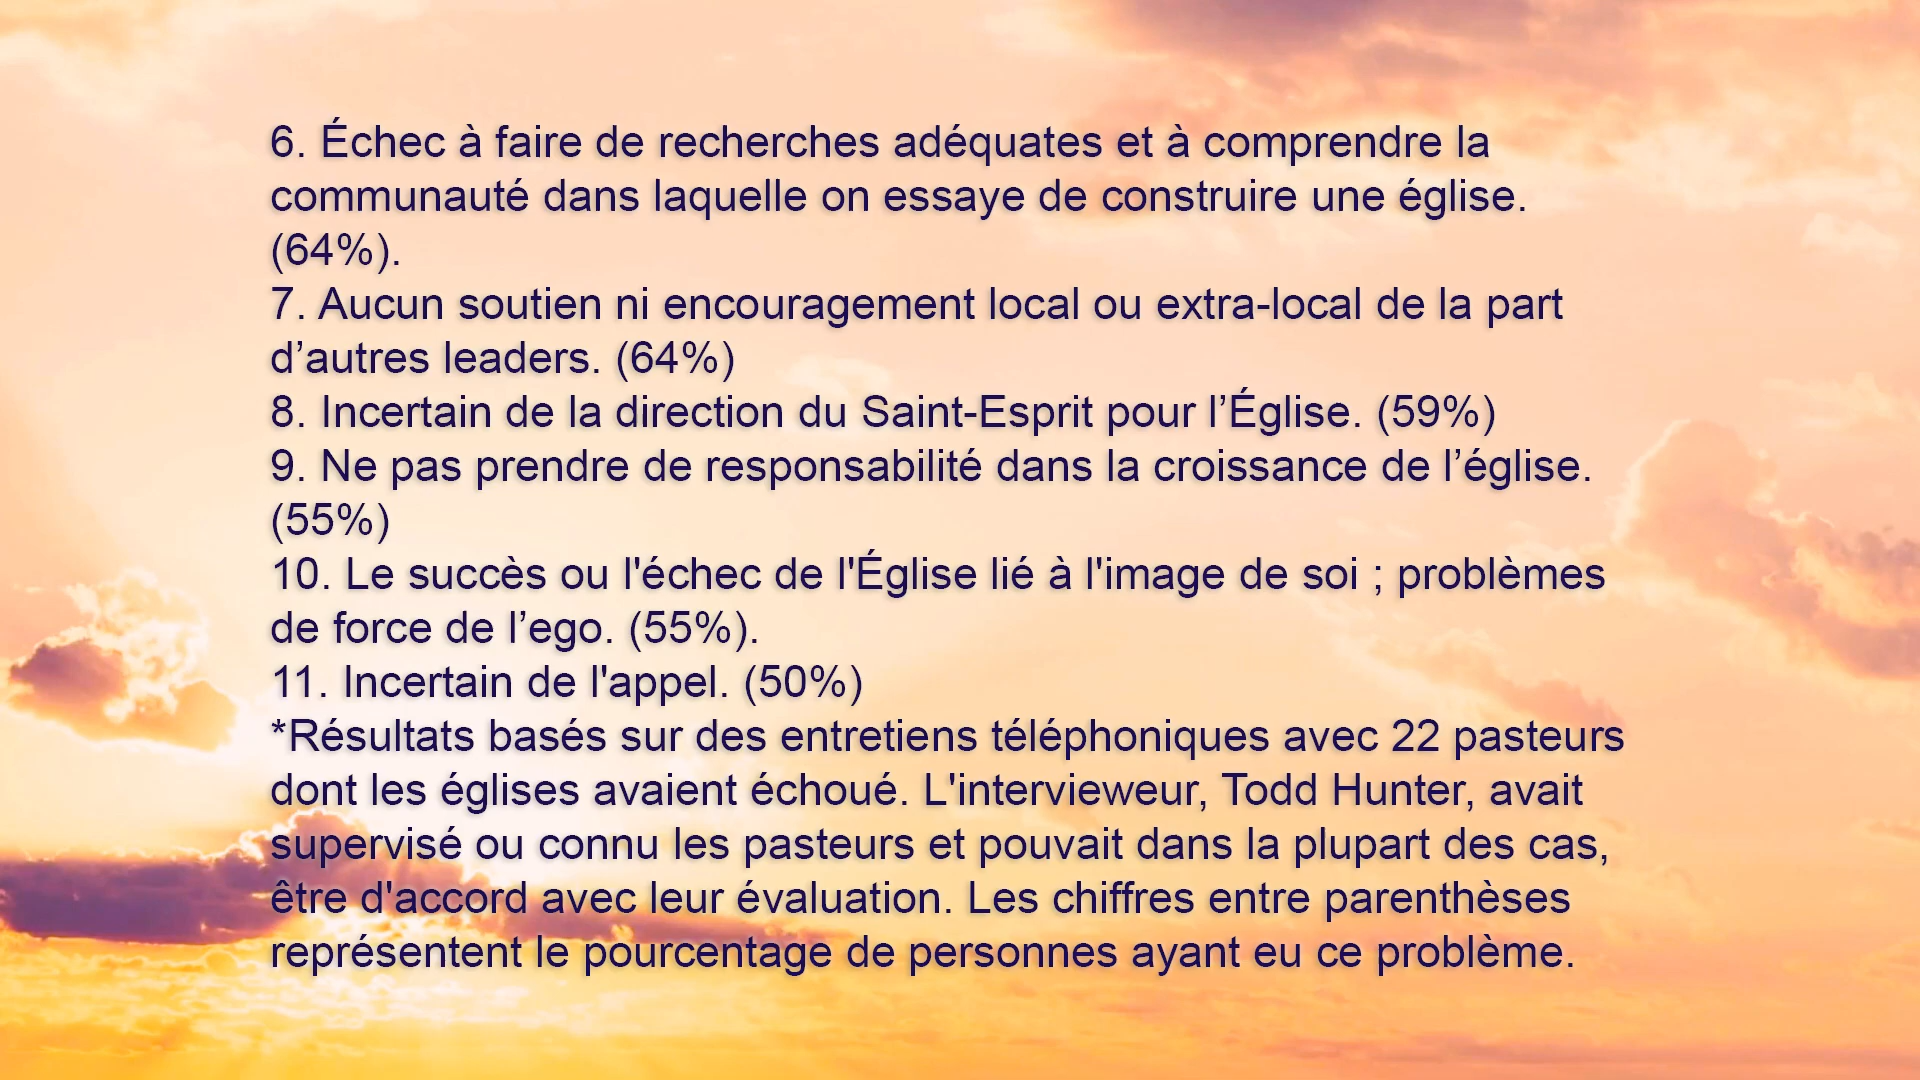 6. Échec à faire de recherches adéquates et à comprendre la
communauté dans laquelle on essaye de construire une église.
(64%).
7. Aucun soutien ni encouragement local ou extra-local de la part
d’autres leaders. (64%)
8. Incertain de la direction du Saint-Esprit pour l’Église. (59%)
9. Ne pas prendre de responsabilité dans la croissance de l’église.
(55%)
10. Le succès ou l'échec de l'Église lié à l'image de soi ; problèmes
de force de l’ego. (55%).
11. Incertain de l'appel. (50%)
*Résultats basés sur des entretiens téléphoniques avec 22 pasteurs
dont les églises avaient échoué. L'intervieweur, Todd Hunter, avait
supervisé ou connu les pasteurs et pouvait dans la plupart des cas,
être d'accord avec leur évaluation. Les chiffres entre parenthèses
représentent le pourcentage de personnes ayant eu ce problème.